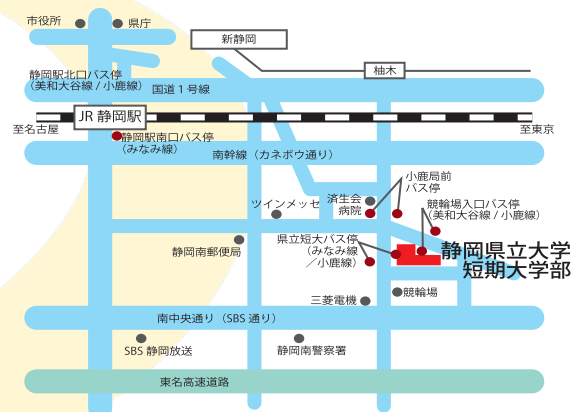 市役所
県庁
新静岡
柚木
静岡駅北口バス停
（美和大谷線 / 小鹿線）
国道１号線
JR 静岡駅
至名古屋
至東京
静岡駅南口バス停
（みなみ線）
南幹線（カネボウ通り）
小鹿局前
バス停
済生会
病院
ツインメッセ
競輪場入口バス停
（美和大谷線 / 小鹿線）
静岡南郵便局
県立短大バス停
（みなみ線
／小鹿線）
静岡県立大学
短期大学部
三菱電機
競輪場
南中央通り（SBS 通り）
SBS 静岡放送
静岡南警察署
東名高速道路